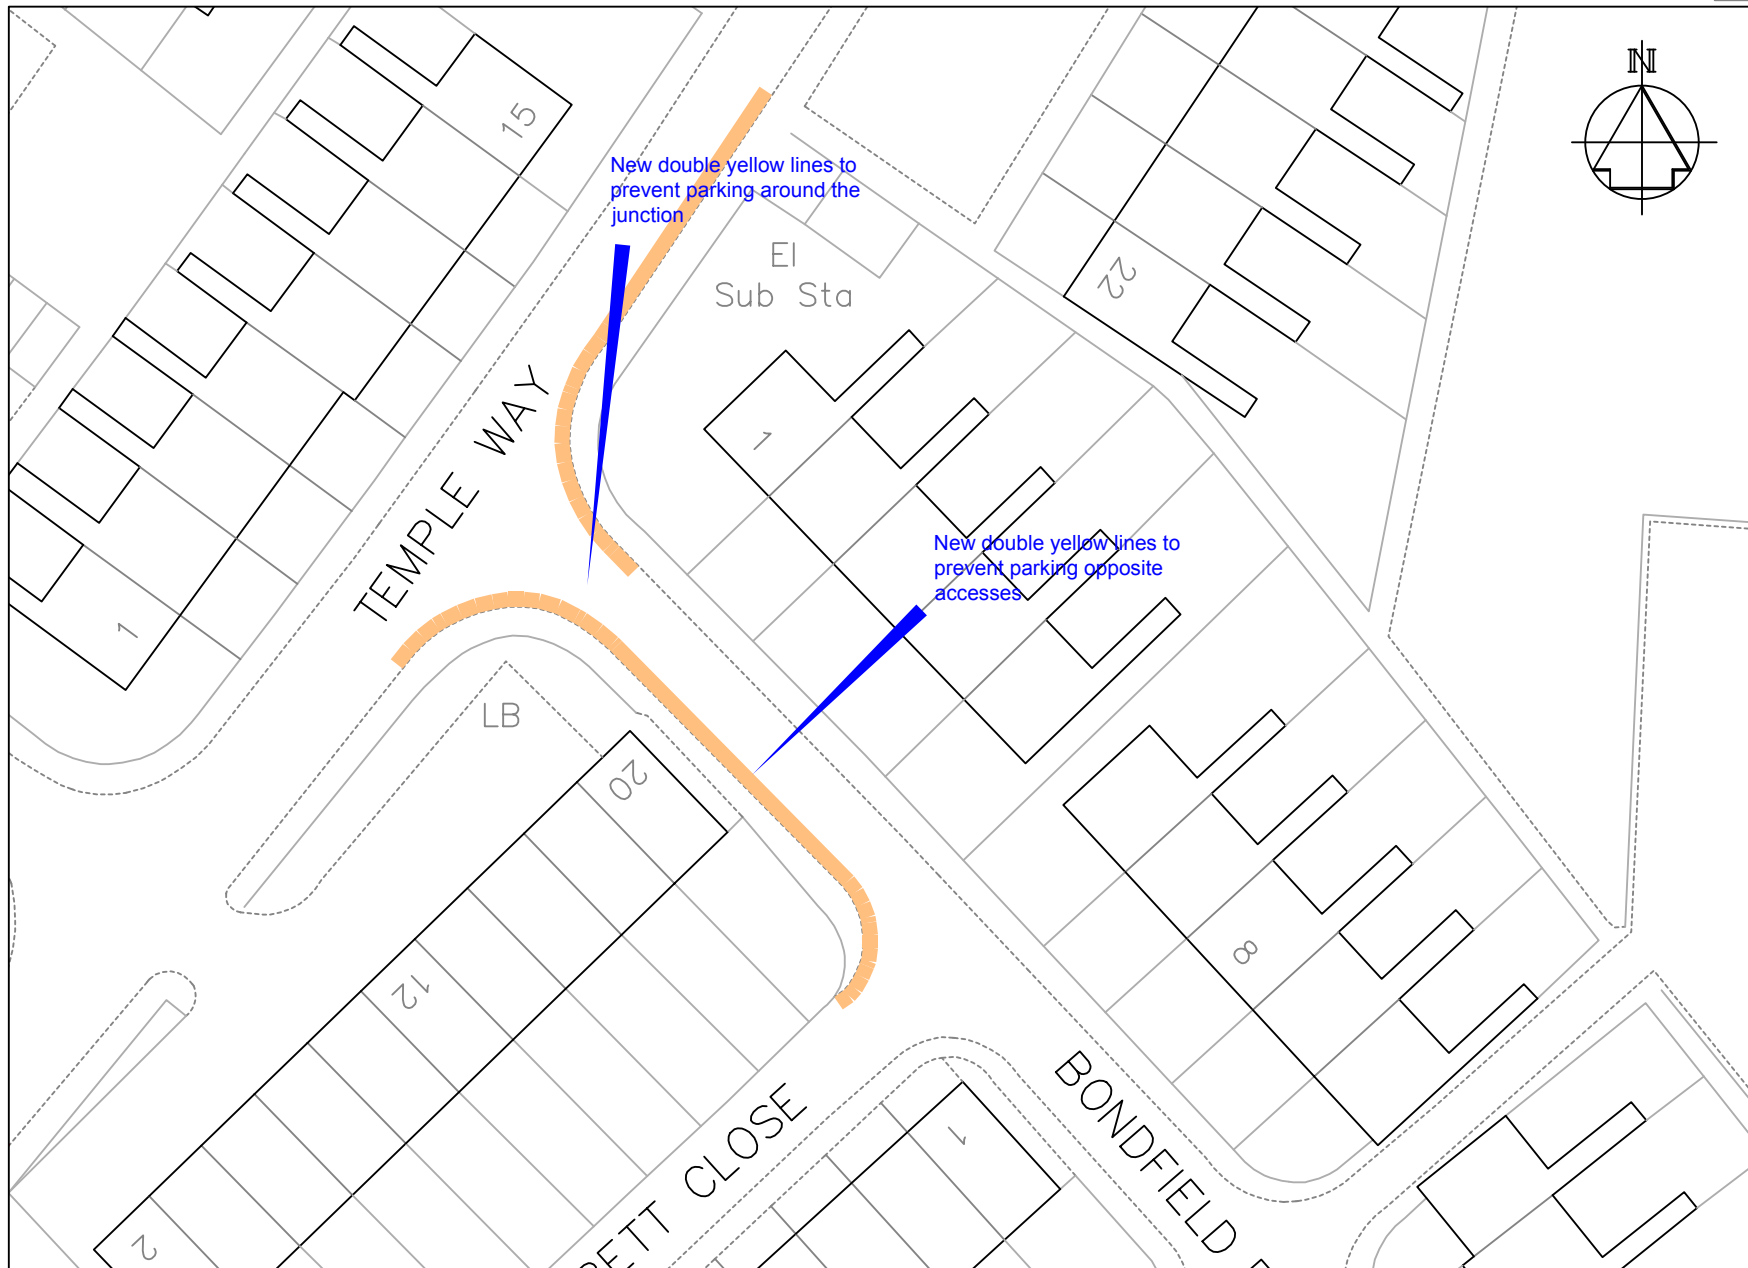 N
15
New double yellow lines to
prevent parking around the
junction
El
Sub Sta
22
TEMPLE WAY
1
New double yellow lines to
prevent parking opposite
accesses
1
LB
20
12
8
BONDFIELD
CLOSE
1
2